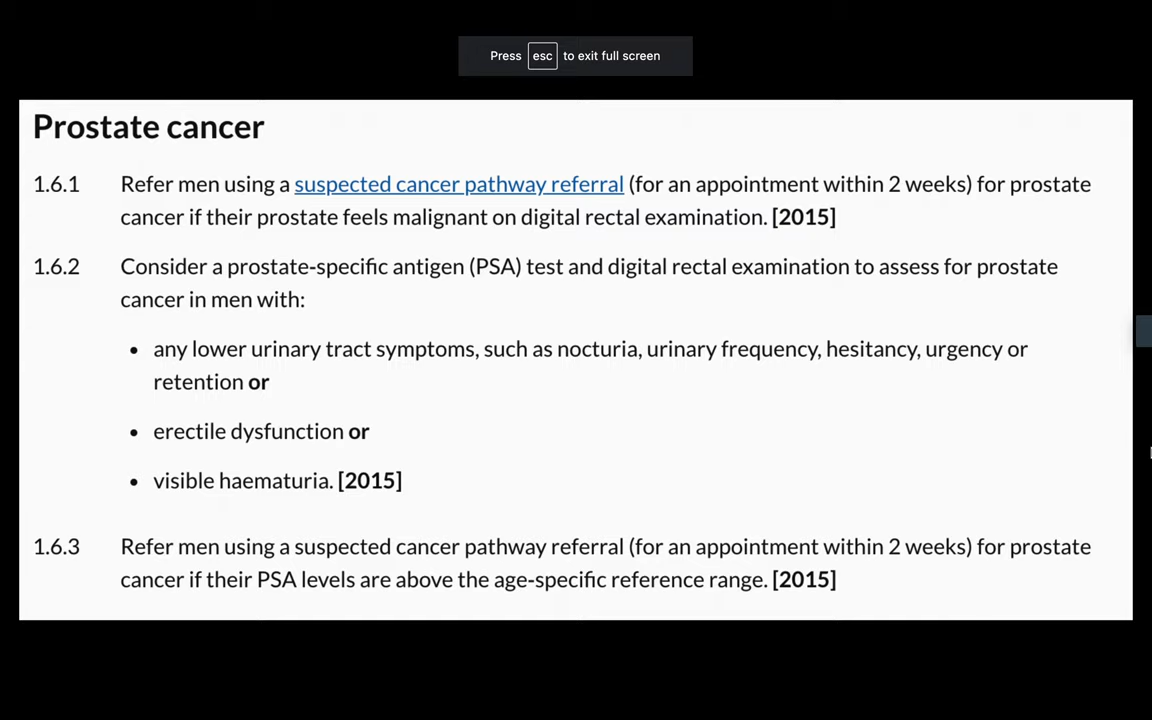 Press esc to exit full screen
Prostate cancer
1.6.1 Refer men using a suspected cancer pathway referral (for an appointment within 2 weeks) for prostate
cancer if their prostate feels malignant on digital rectal examination. [2015]
1.6.2 Consider a prostate-specific antigen (PSA) test and digital rectal examination to assess for prostate
cancer in men with:
• any lower urinary tract symptoms, such as nocturia, urinary frequency, hesitancy, urgency or
retention or
• erectile dysfunction or
• visible haematuria. [2015]
1.6.3 Refer men using a suspected cancer pathway referral (for an appointment within 2 weeks) for prostate
cancer if their PSA levels are above the age-specific reference range. [2015]